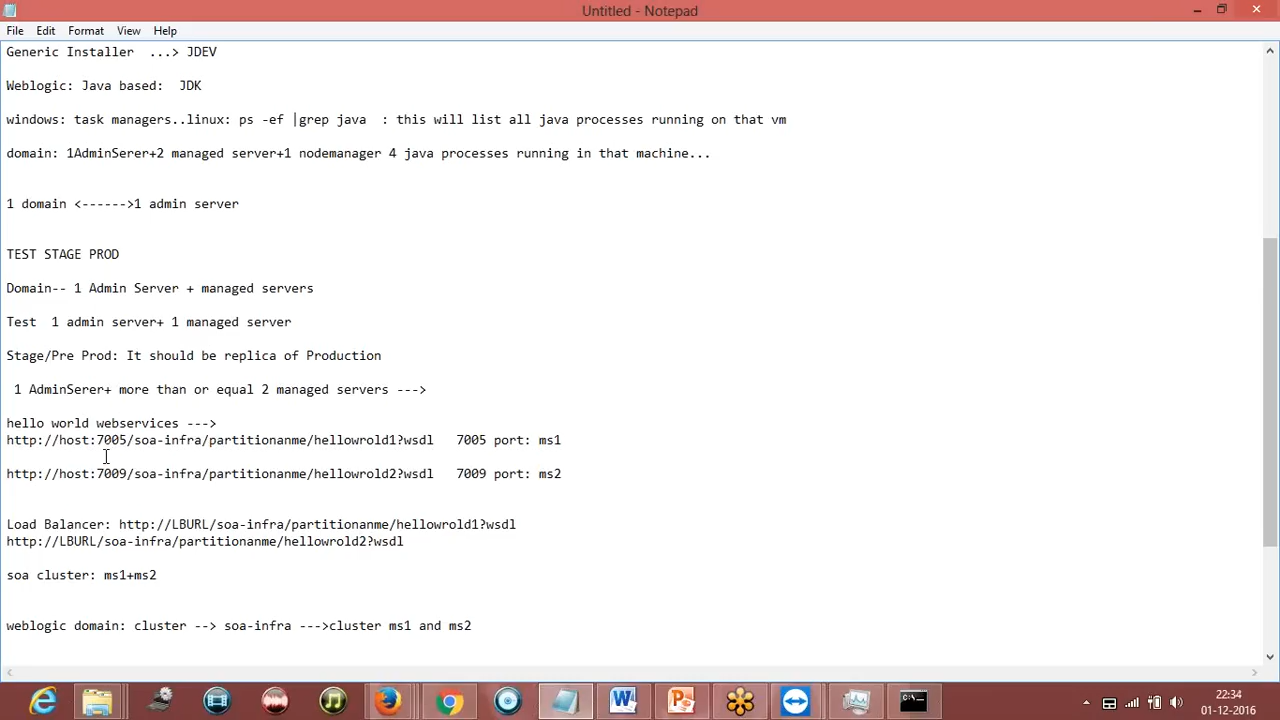 Untitled - Notepad
File Edit Format View Help
Generic Installer ...> JDEV
Weblogic: Java based: JDK
windows: task managers..linux: ps -ef |grep java : this will list all java processes running on that vm
domain: 1AdminSerer+2 managed server+1 nodemanager 4 java processes running in that machine...
1 domain <------>1 admin server
TEST STAGE PROD
Domain-- 1 Admin Server + managed servers
Test 1 admin server+ 1 managed server
Stage/Pre Prod: It should be replica of Production
1 AdminSerer+ more than or equal 2 managed servers --->
hello world webservices --->
http://host:7005/soa-infra/partitionanme/hellowrold1?wsdl 7005 port: ms1
http://host:7009/soa-infra/partitionanme/hellowrold2?wsdl 7009 port: ms2
Load Balancer: http://LBURL/soa-infra/partitionanme/hellowrold1?wsdl
http://LBURL/soa-infra/partitionanme/hellowrold2?wsdl
soa cluster: ms1+ms2
weblogic domain: cluster --> soa-infra --->cluster ms1 and ms2
22:34
01-12-2016